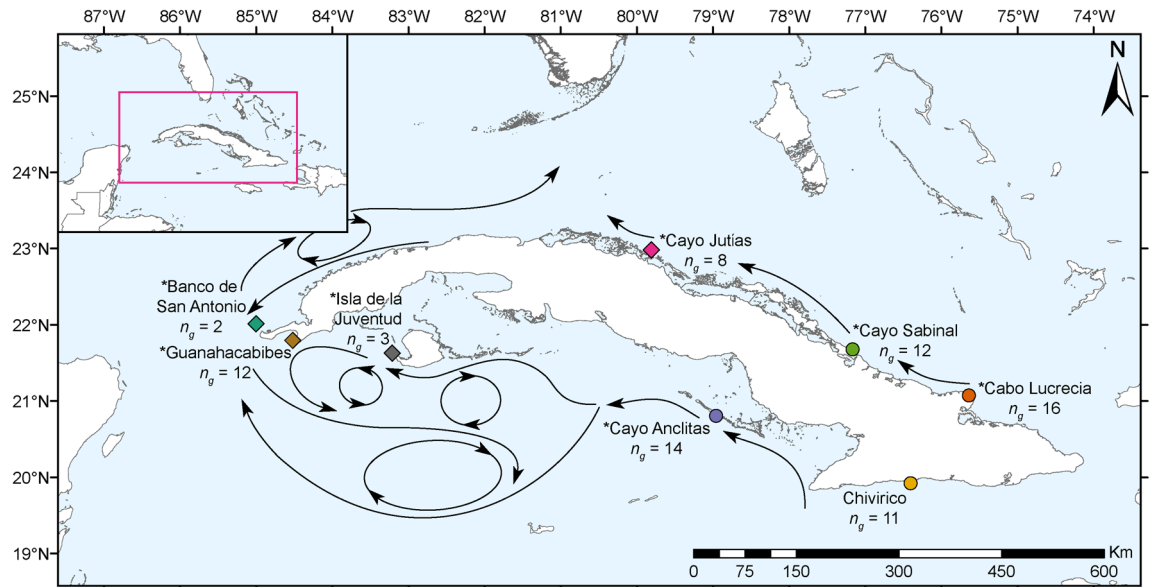 87°W 86°W 85°W 84°W 83°W 82°W 81°W 80°W 79°W 78°W 77°W 76°W 75°W 74°W
N
25°N
24°N
23°N
22°N
21°N
20°N
19°N
*Cayo Jutías
ng = 8
*Banco de
San Antonio
ng = 2
*Isla de la
Juventud
ng = 3
*Guanahacabibes
ng = 12
*Cayo Sabinal
ng = 12
*Cabo Lucrecia
ng = 16
*Cayo Anclitas
ng = 14
Chivirico
ng = 11
Km
0 75 150 300 450 600